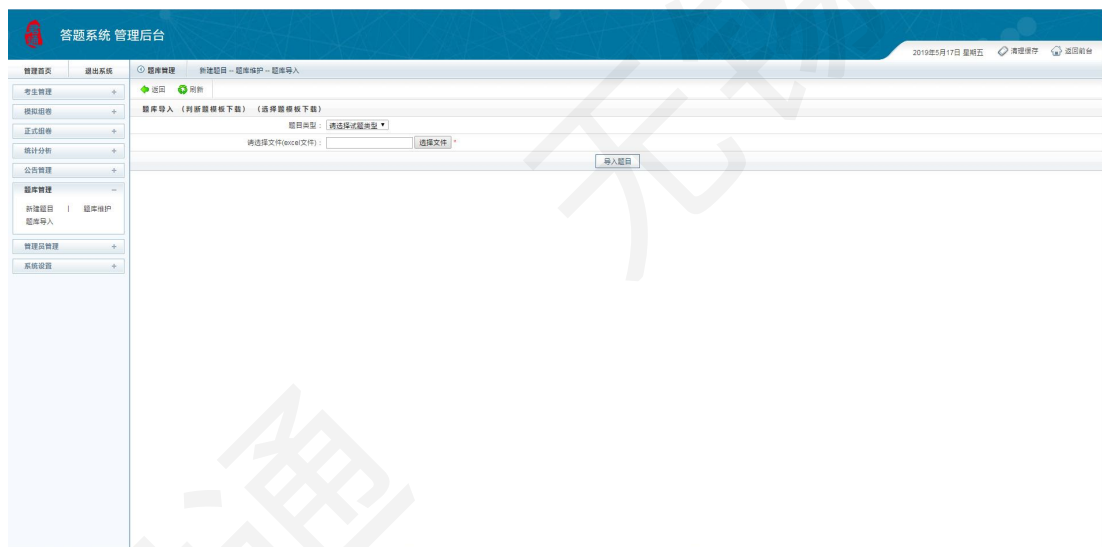 答题系统 管理后台
2019年5月17日 星期五 清理缓存 返回前台
管理首页 退出系统
题库管理 新建题目 -- 题库维护 -- 题库导入
考生管理 +
模拟组卷 +
正式组卷 +
统计分析 +
公告管理 +
题库管理 -
新建题目 | 题库维护
题库导入
管理员管理 +
系统设置 +
返回 刷新
题库导入 （判断题模板下载） （选择题模板下载）
题目类型： 请选择试题类型
请选择文件(excel文件)： 选择文件 *
导入题目
通